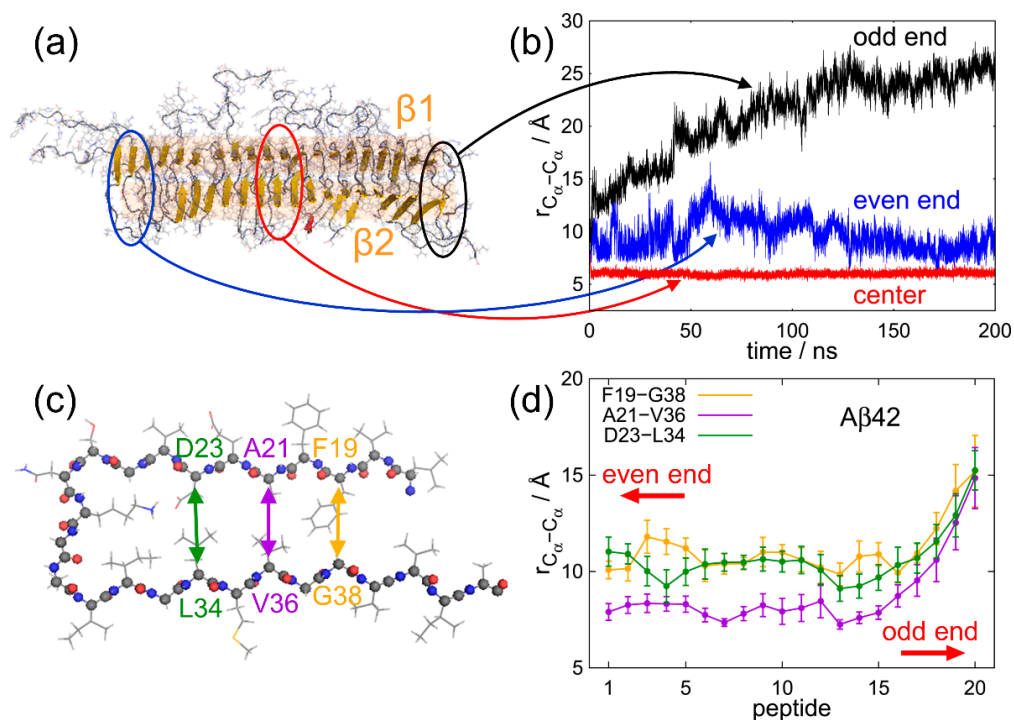 (a)
β1
β2
(b)
odd end
even end
center
30
25
20
15
10
5
0
50
100
150
200
rCα−Cα / Å
time / ns
(c)
D23
A21
F19
L34
V36
G38
(d)
F19−G38
A21−V36
D23−L34
Aβ42
even end
odd end
20
15
10
5
1
5
10
15
20
rCα−Cα / Å
peptide